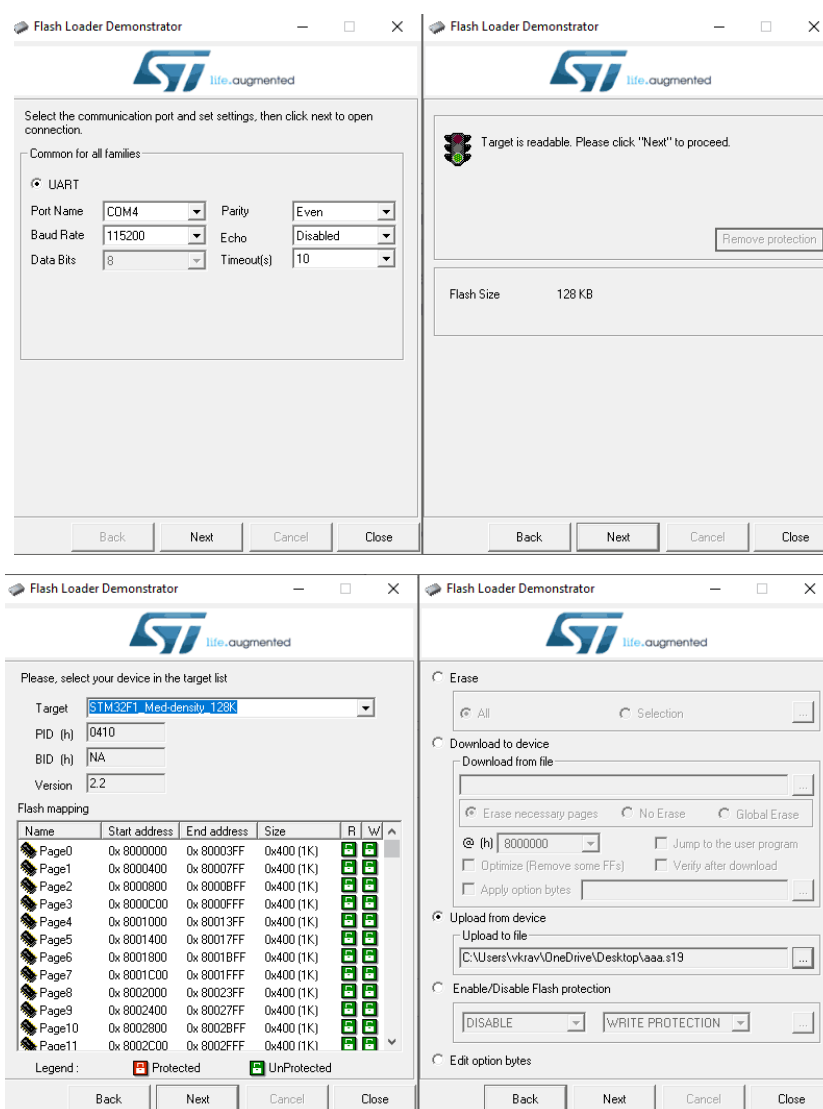 Flash Loader Demonstrator
ST life.augmented
Select the communication port and set settings, then click next to open
connection.
Common for all families
UART
Port Name COM4 Parity Even
Baud Rate 115200 Echo Disabled
Data Bits 8 Timeout(s) 10
Back Next Cancel Close
Flash Loader Demonstrator
ST life.augmented
Target is readable. Please click "Next" to proceed.
Remove protection
Flash Size 128 KB
Back Next Cancel Close
Flash Loader Demonstrator
ST life.augmented
Please, select your device in the target list
Target STM32F1_Med-density_128K
PID (h) 0410
BID (h) NA
Version 2.2
Flash mapping
Name Start address End address Size R W
Page0 0x 8000000 0x 80003FF 0x400 (1K)
Page1 0x 8000400 0x 80007FF 0x400 (1K)
Page2 0x 8000800 0x 8000BFF 0x400 (1K)
Page3 0x 8000C00 0x 8000FFF 0x400 (1K)
Page4 0x 8001000 0x 80013FF 0x400 (1K)
Page5 0x 8001400 0x 80017FF 0x400 (1K)
Page6 0x 8001800 0x 8001BFF 0x400 (1K)
Page7 0x 8001C00 0x 8001FFF 0x400 (1K)
Page8 0x 8002000 0x 80023FF 0x400 (1K)
Page9 0x 8002400 0x 80027FF 0x400 (1K)
Page10 0x 8002800 0x 8002BFF 0x400 (1K)
Page11 0x 8002C00 0x 8002FFF 0x400 (1K)
Legend : Protected UnProtected
Back Next Cancel Close
Flash Loader Demonstrator
ST life.augmented
Erase
All Selection ...
Download to device
Download from file
...
Erase necessary pages No Erase Global Erase
@ (h) 8000000 Jump to the user program
Optimize (Remove some FFs) Verify after download
Apply option bytes ...
Upload from device
Upload to file
C:\Users\vkrav\OneDrive\Desktop\aaa.s19 ...
Enable/Disable Flash protection
DISABLE WRITE PROTECTION ...
Edit option bytes
Back Next Cancel Close